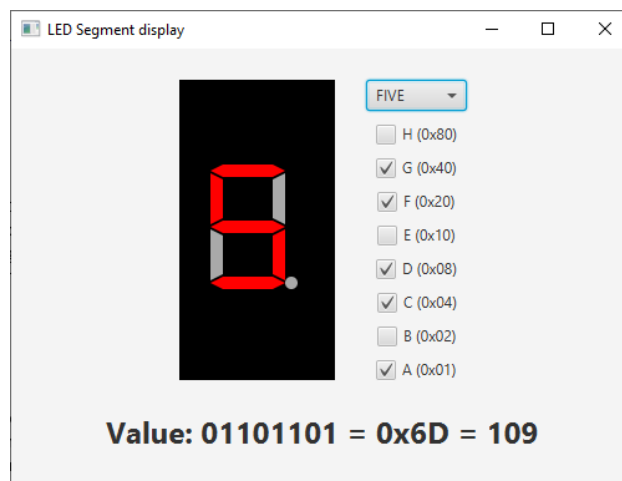 LED Segment display
FIVE
H (0x80)
G (0x40)
F (0x20)
E (0x10)
D (0x08)
C (0x04)
B (0x02)
A (0x01)
Value: 01101101 = 0x6D = 109